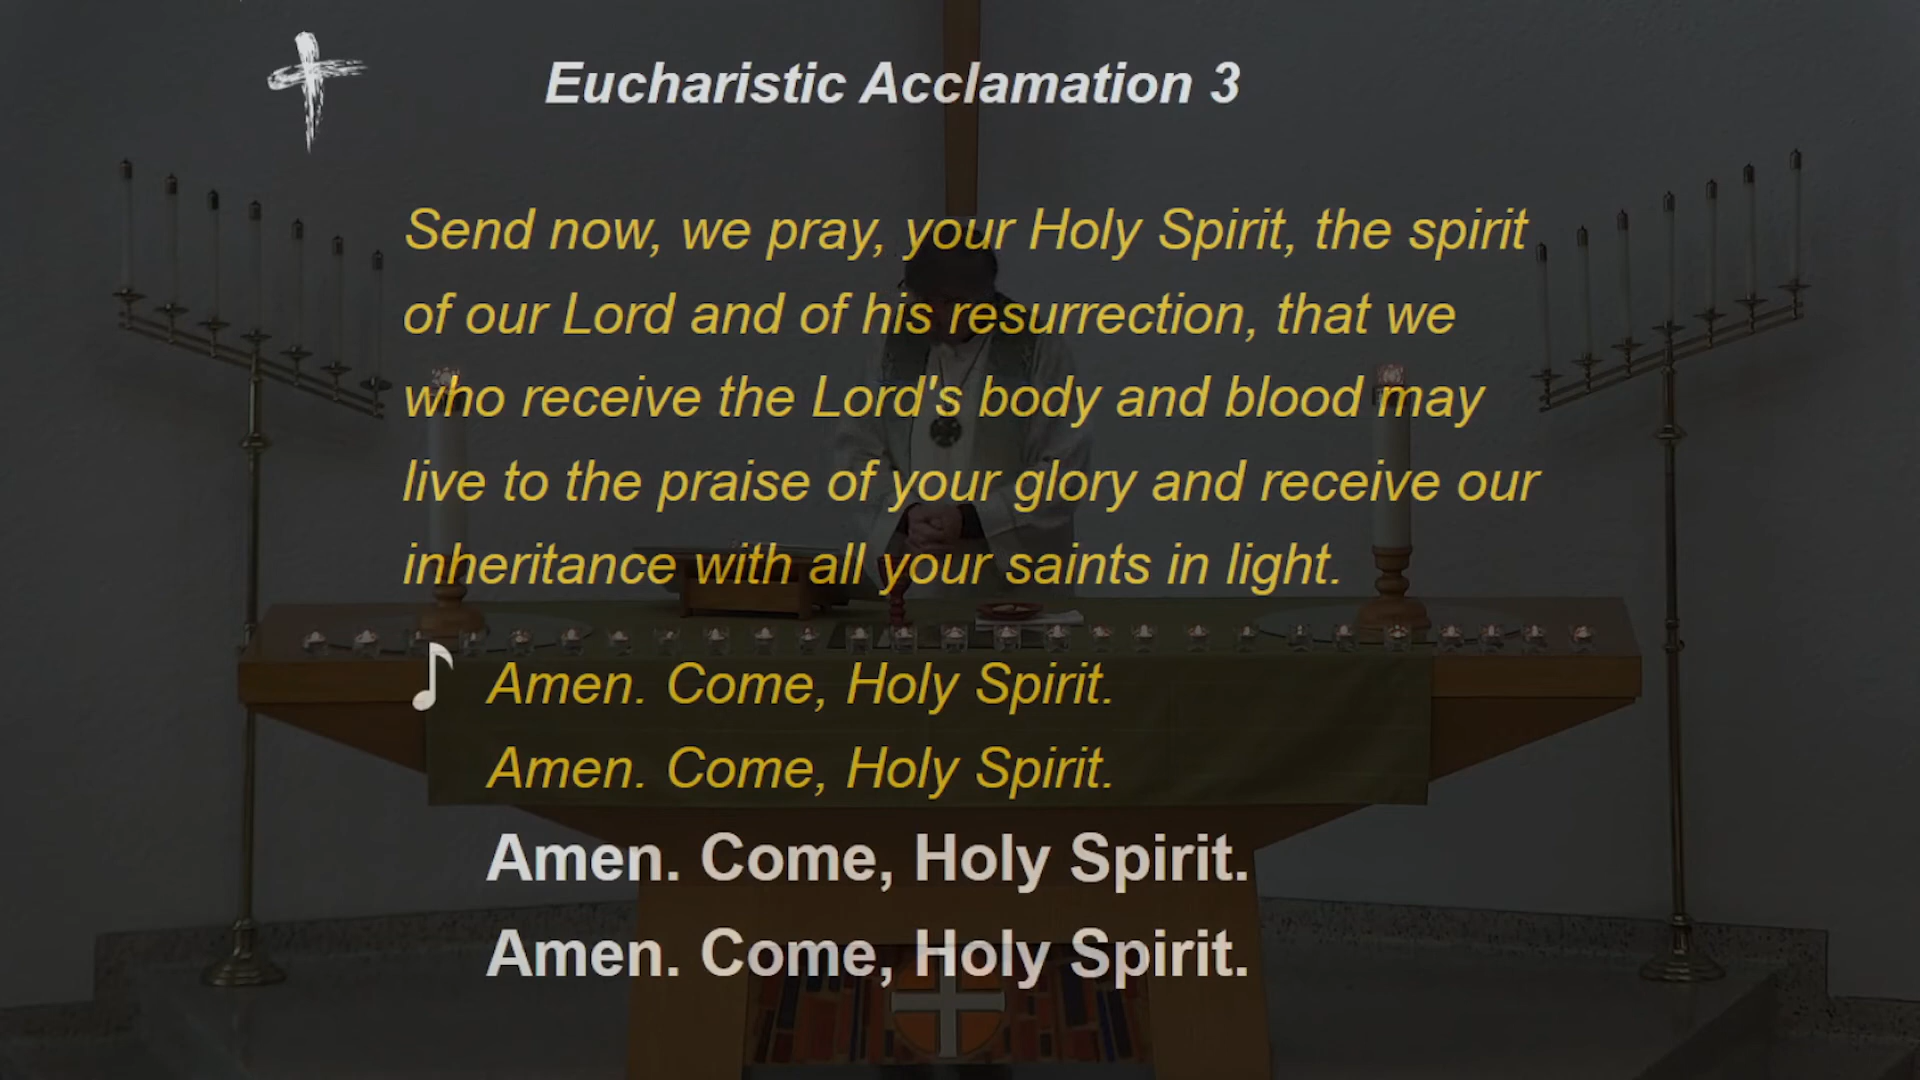 Eucharistic Acclamation 3
Send now, we pray, your Holy Spirit, the spirit
of our Lord and of his resurrection, that we
who receive the Lord's body and blood may
live to the praise of your glory and receive our
inheritance with all your saints in light.
Amen. Come, Holy Spirit.
Amen. Come, Holy Spirit.
Amen. Come, Holy Spirit.
Amen. Come, Holy Spirit.